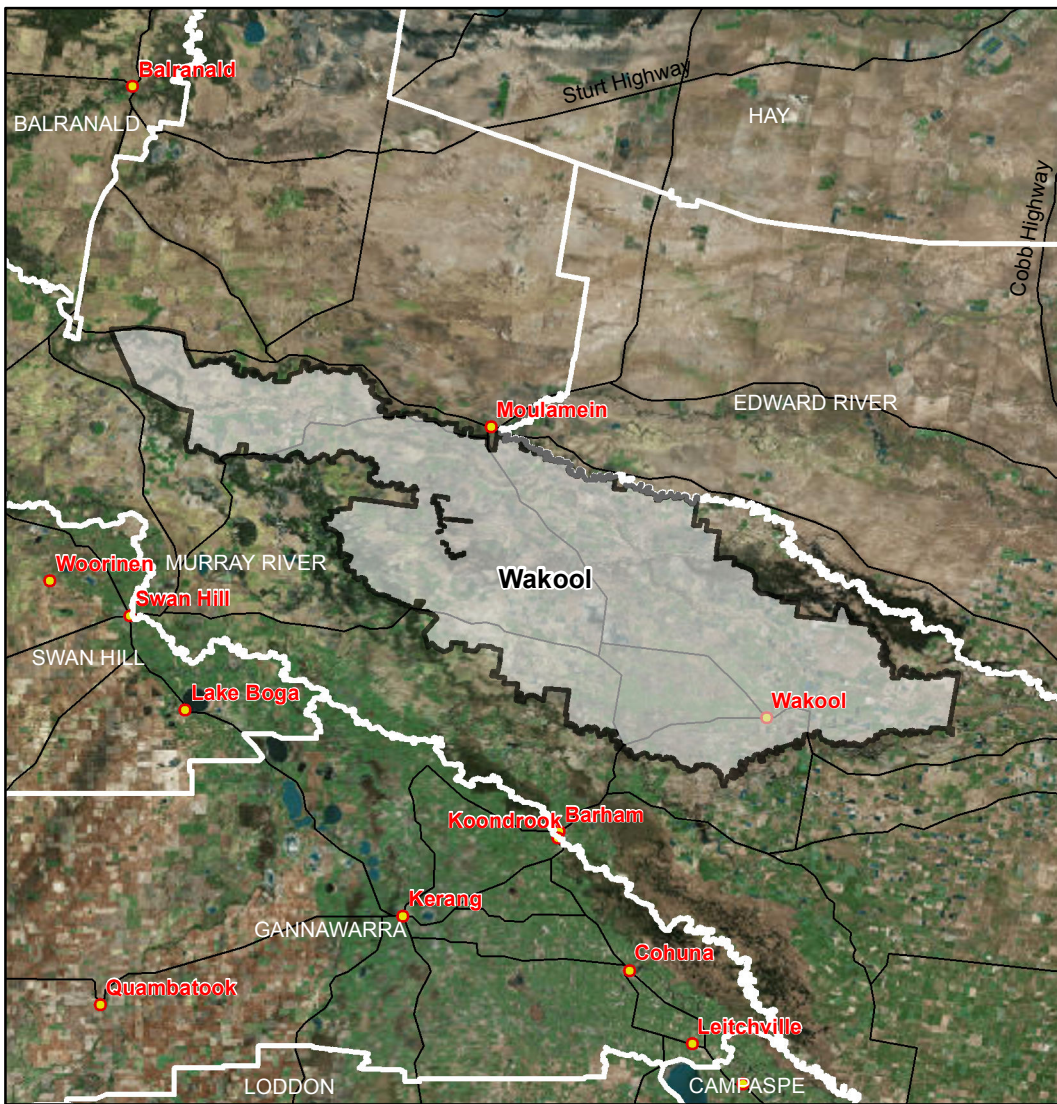 Balranald
BALRANALD
Sturt Highway
HAY
Cobb Highway
Moulamein
EDWARD RIVER
Woorinen
MURRAY RIVER
Wakool
Swan Hill
SWAN HILL
Lake Boga
Wakool
Koondrook
Barham
Kerang
GANNAWARRA
Cohuna
Quambatook
Leitchville
LODDON
CAMPASPE